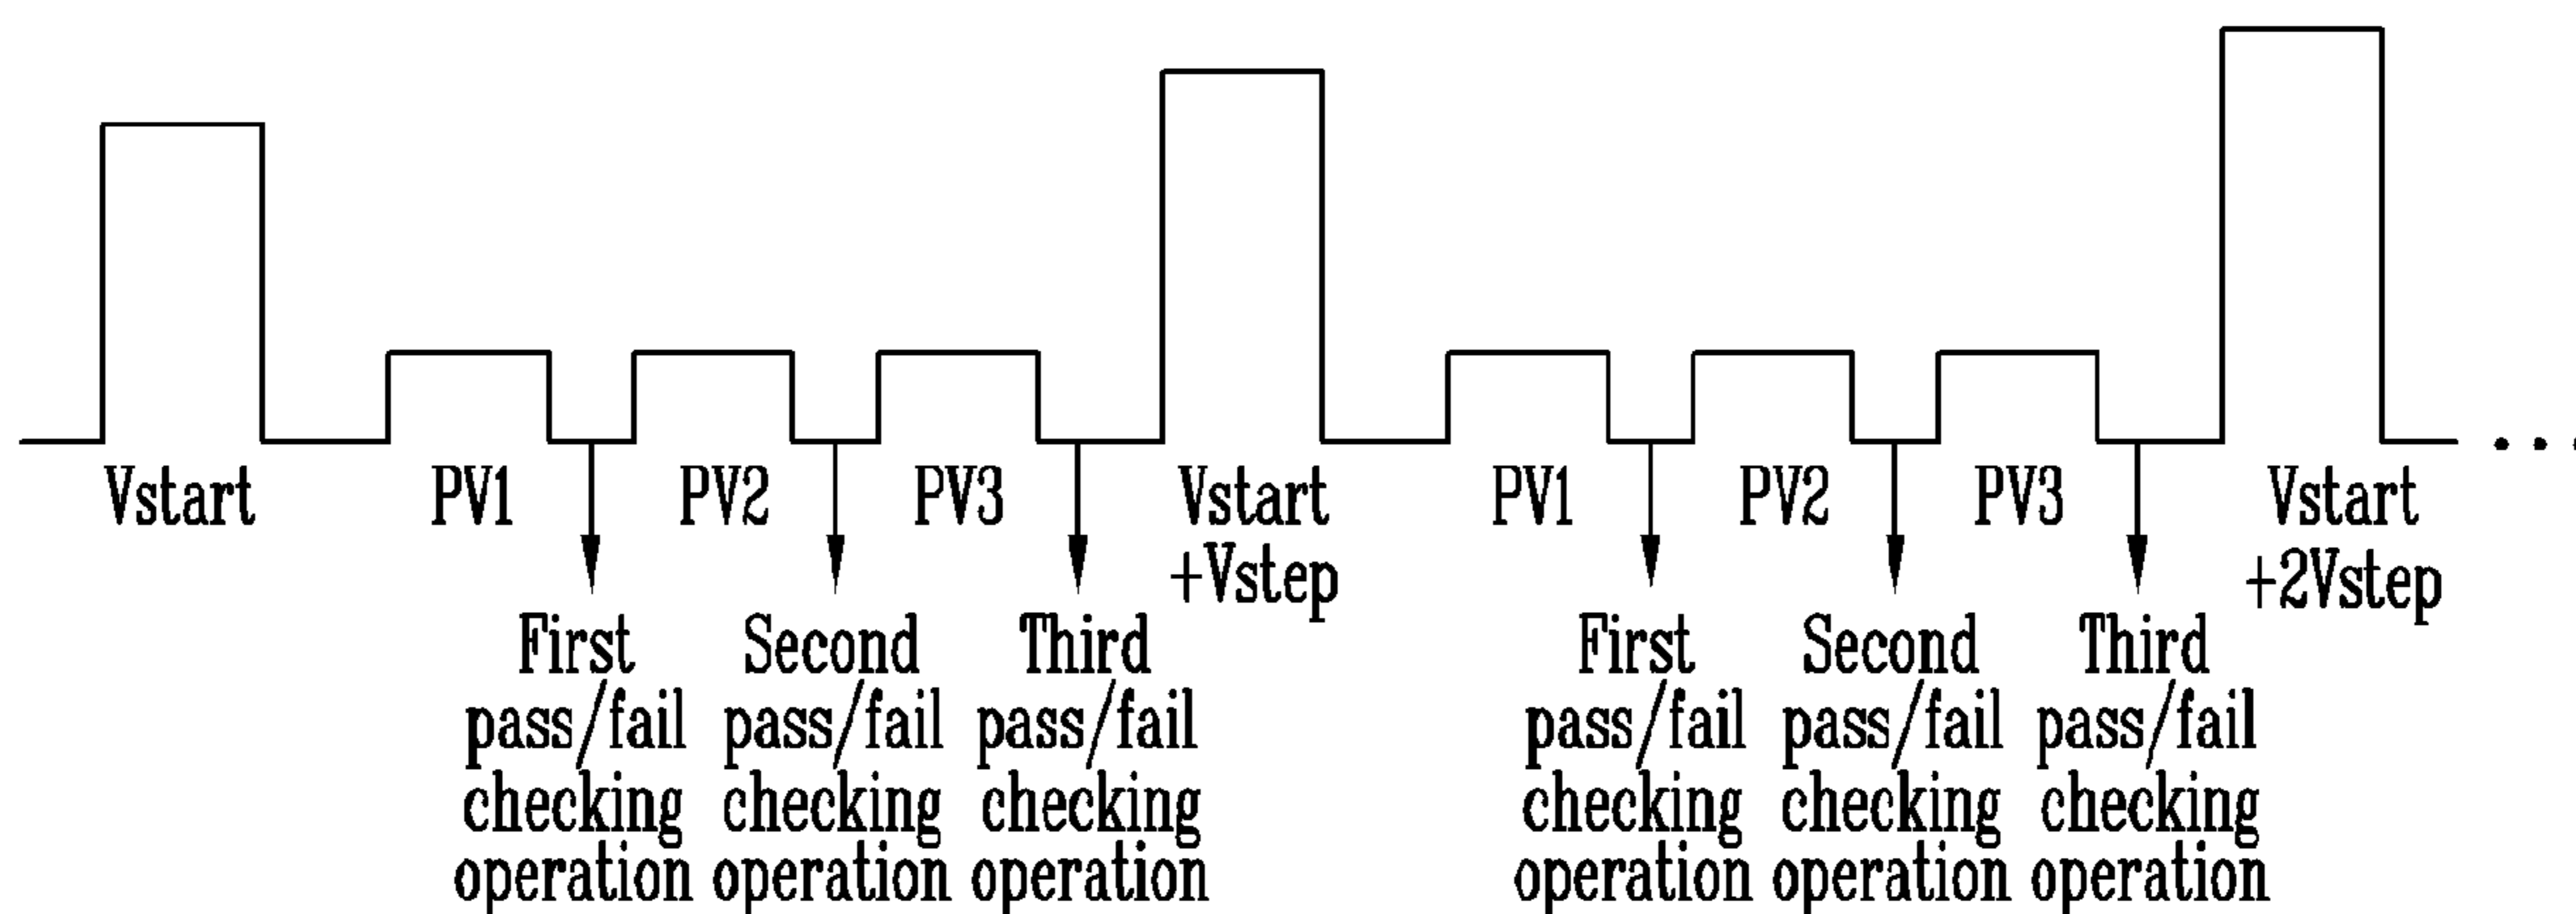 Vstart
PV1
PV2
PV3
Vstart
+Vstep
PV1
PV2
PV3
Vstart
+2Vstep
First
pass/fail
checking
operation
Second
pass/fail
checking
operation
Third
pass/fail
checking
operation
First
pass/fail
checking
operation
Second
pass/fail
checking
operation
Third
pass/fail
checking
operation